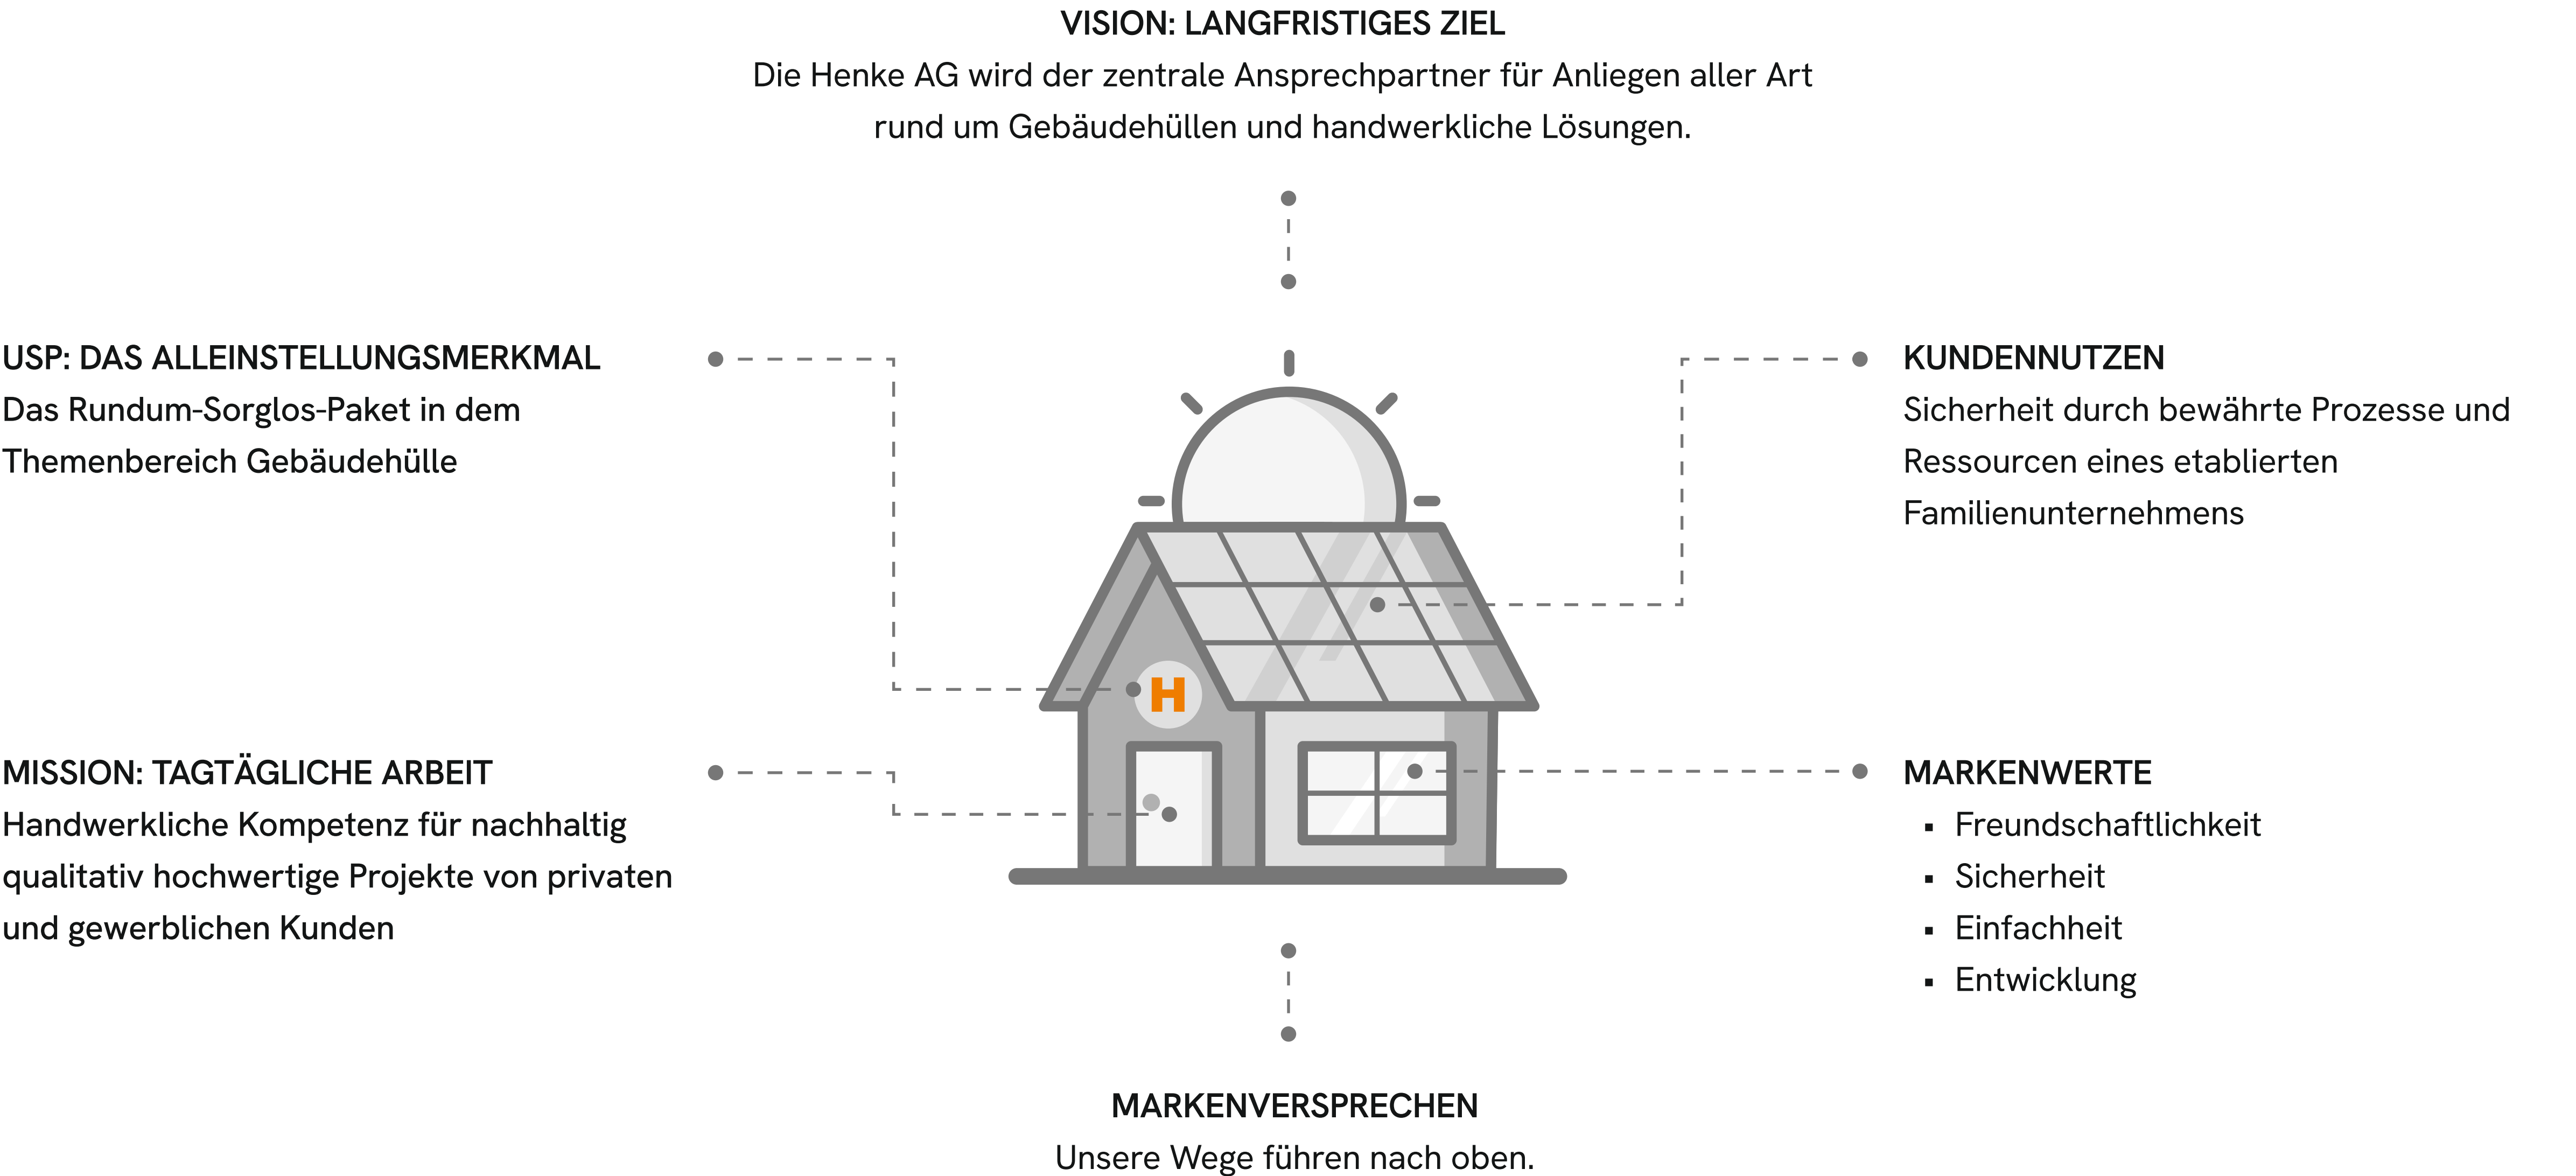 VISION: LANGFRISTIGES ZIEL
Die Henke AG wird der zentrale Ansprechpartner für Anliegen aller Art
rund um Gebäudehüllen und handwerkliche Lösungen.
USP: DAS ALLEINSTELLUNGSMERKMAL
Das Rundum-Sorglos-Paket in dem
Themenbereich Gebäudehülle
KUNDENNUTZEN
Sicherheit durch bewährte Prozesse und
Ressourcen eines etablierten
Familienunternehmens
H
MISSION: TAGTÄGLICHE ARBEIT
Handwerkliche Kompetenz für nachhaltig
qualitativ hochwertige Projekte von privaten
und gewerblichen Kunden
MARKENWERTE
▪ Freundschaftlichkeit
▪ Sicherheit
▪ Einfachheit
▪ Entwicklung
MARKENVERSPRECHEN
Unsere Wege führen nach oben.